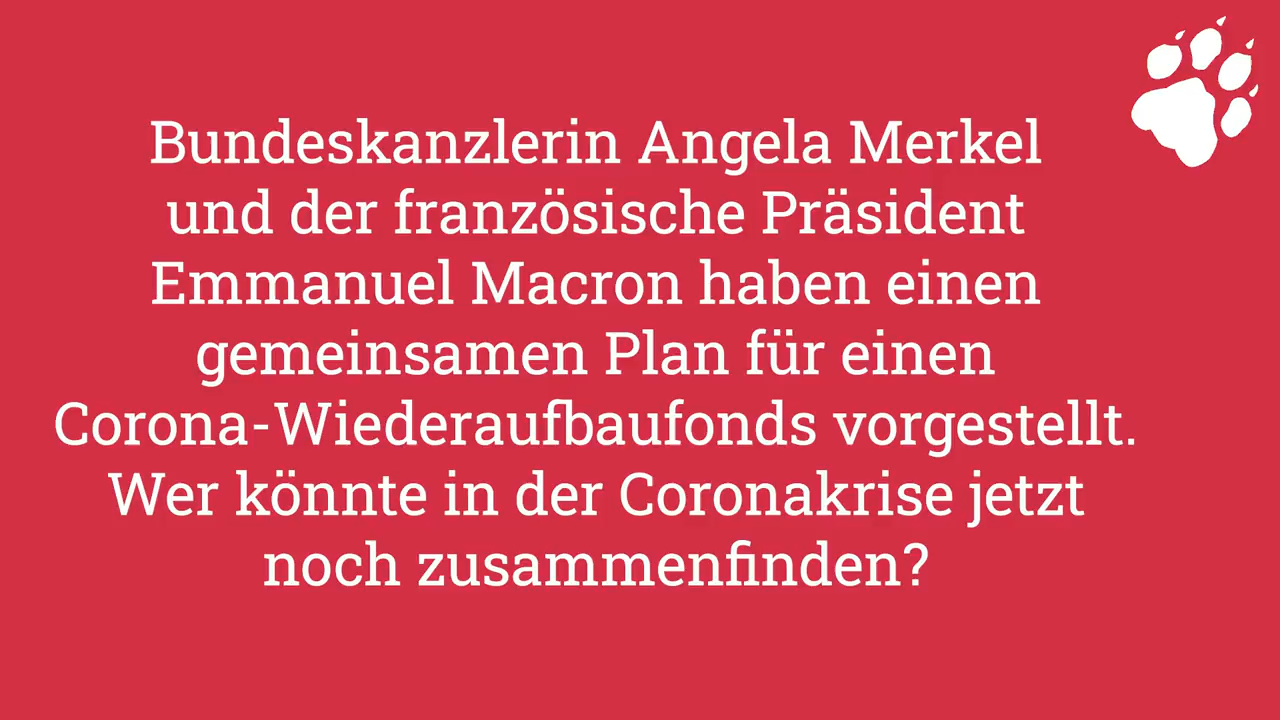 Bundeskanzlerin Angela Merkel
und der französische Präsident
Emmanuel Macron haben einen
gemeinsamen Plan für einen
Corona-Wiederaufbaufonds vorgestellt.
Wer könnte in der Coronakrise jetzt
noch zusammenfinden?